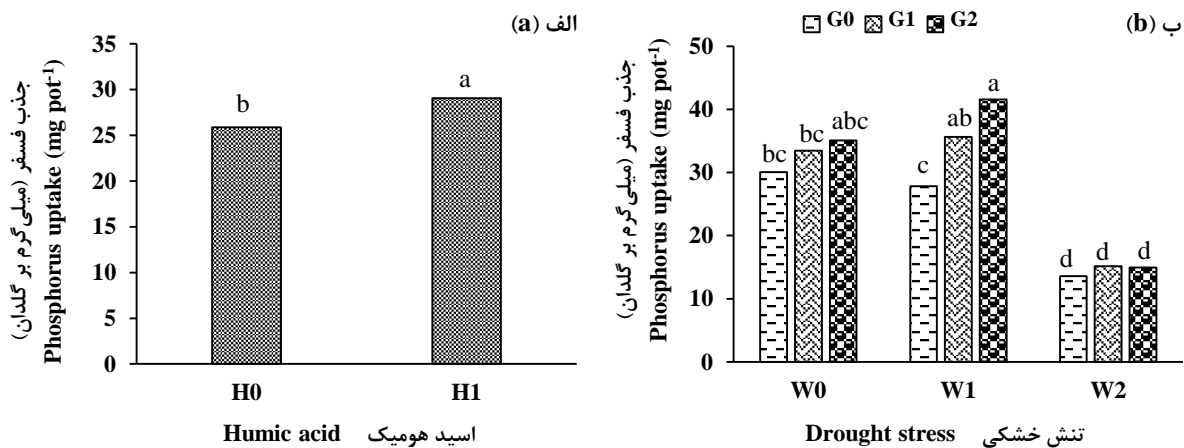 الف (a)
جذب فسفر (میلی‌گرم بر گلدان)
Phosphorus uptake (mg pot-1)
35
30
25
20
15
10
5
0
b
a
H0
H1
Humic acid اسید هومیک
ب (b)
G0 G1 G2
جذب فسفر (میلی‌گرم بر گلدان)
Phosphorus uptake (mg pot-1)
50
40
30
20
10
0
bc
bc
abc
c
ab
a
d
d
d
W0
W1
W2
Drought stress تنش خشکی